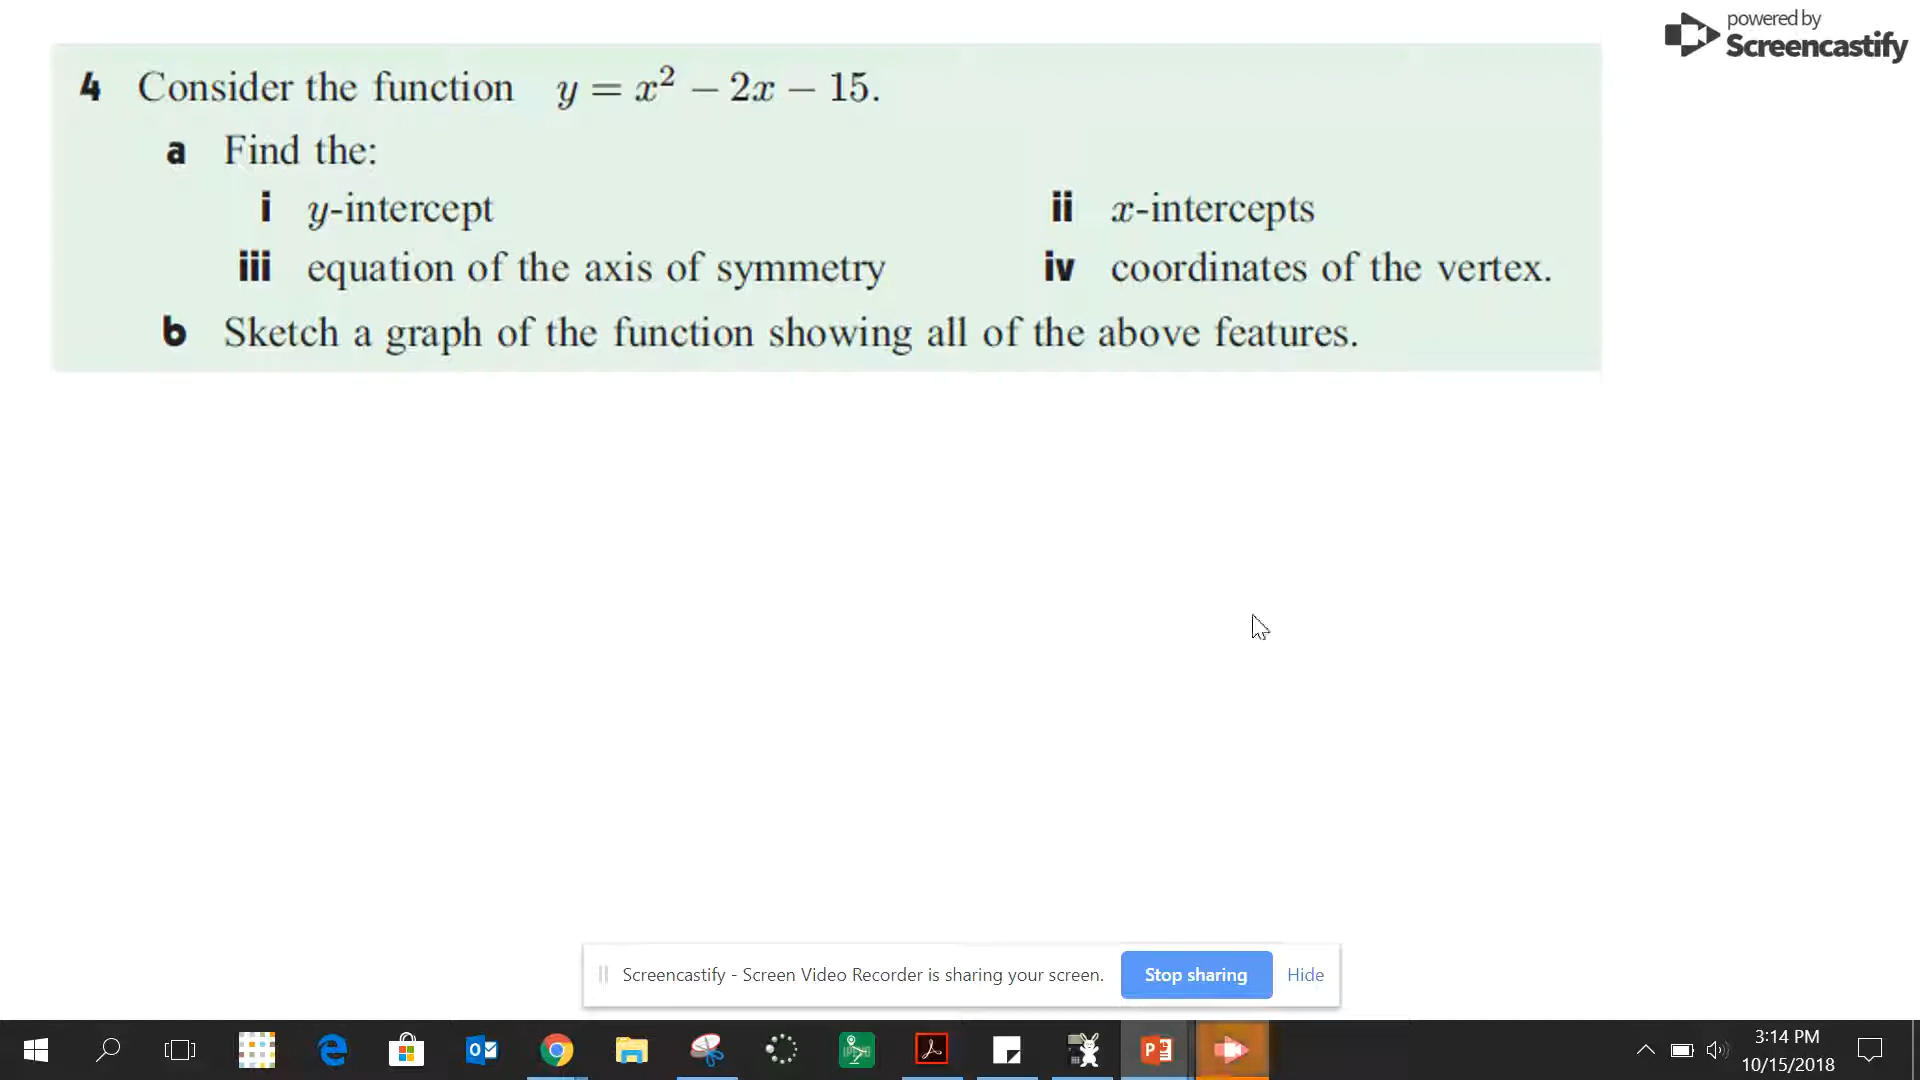 powered by
Screencastify
4 Consider the function y = x² − 2x − 15.
a Find the:
i y-intercept
ii x-intercepts
iii equation of the axis of symmetry
iv coordinates of the vertex.
b Sketch a graph of the function showing all of the above features.
Screencastify - Screen Video Recorder is sharing your screen.
Stop sharing
Hide
3:14 PM
10/15/2018